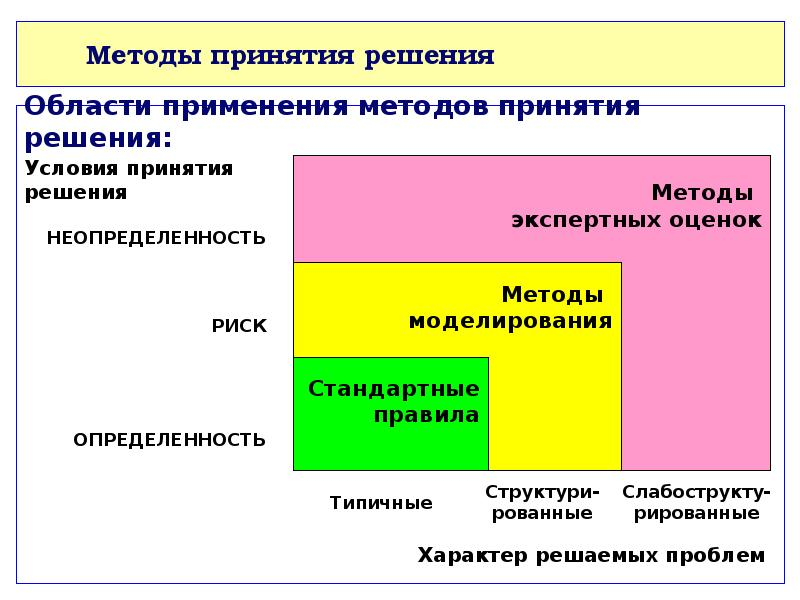 Методы принятия решения
Области применения методов принятия
решения:
Условия принятия
решения
Методы
экспертных оценок
НЕОПРЕДЕЛЕННОСТЬ
Методы
моделирования
РИСК
Стандартные
правила
ОПРЕДЕЛЕННОСТЬ
Типичные
Структури-
рованные
Слабострукту-
рированные
Характер решаемых проблем